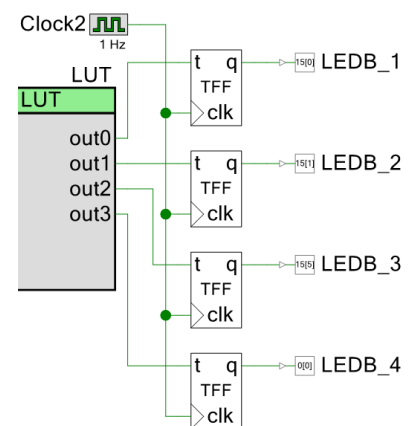 Clock2
1 Hz
LUT
LUT
out0
out1
out2
out3
t q
TFF
clk
15[0] LEDB_1
t q
TFF
clk
15[1] LEDB_2
t q
TFF
clk
15[5] LEDB_3
t q
TFF
clk
0[0] LEDB_4